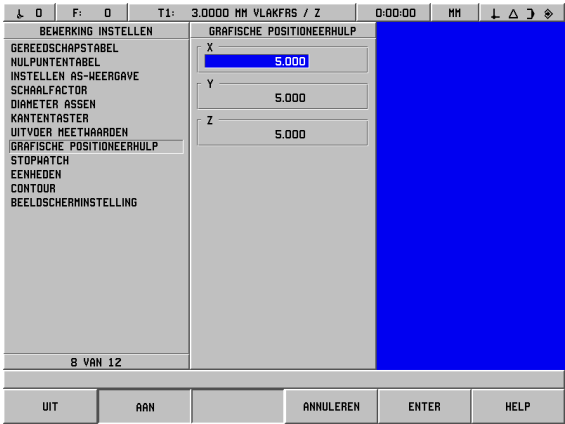 0 F: 0 T1: 3.0000 MM VLAKFRS / Z 0:00:00 MM
BEWERKING INSTELLEN
GEREEDSCHAPSTABEL
NULPUNTENTABEL
INSTELLEN AS-WEERGAVE
SCHAALFACTOR
DIAMETER ASSEN
KANTENTASTER
UITVOER MEETWAARDEN
GRAFISCHE POSITIONEERHULP
STOPWATCH
EENHEDEN
CONTOUR
BEELDSCHERMINSTELLING
8 VAN 12
GRAFISCHE POSITIONEERHULP
X
5.000
Y
5.000
Z
5.000
UIT AAN ANNULEREN ENTER HELP